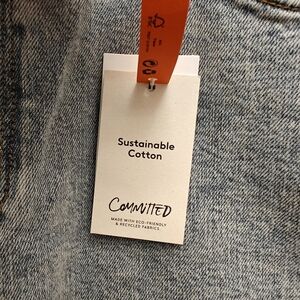 Sustainable
Cotton
COMMITTED
MADE WITH ECO-FRIENDLY
& RECYCLED FABRICS.